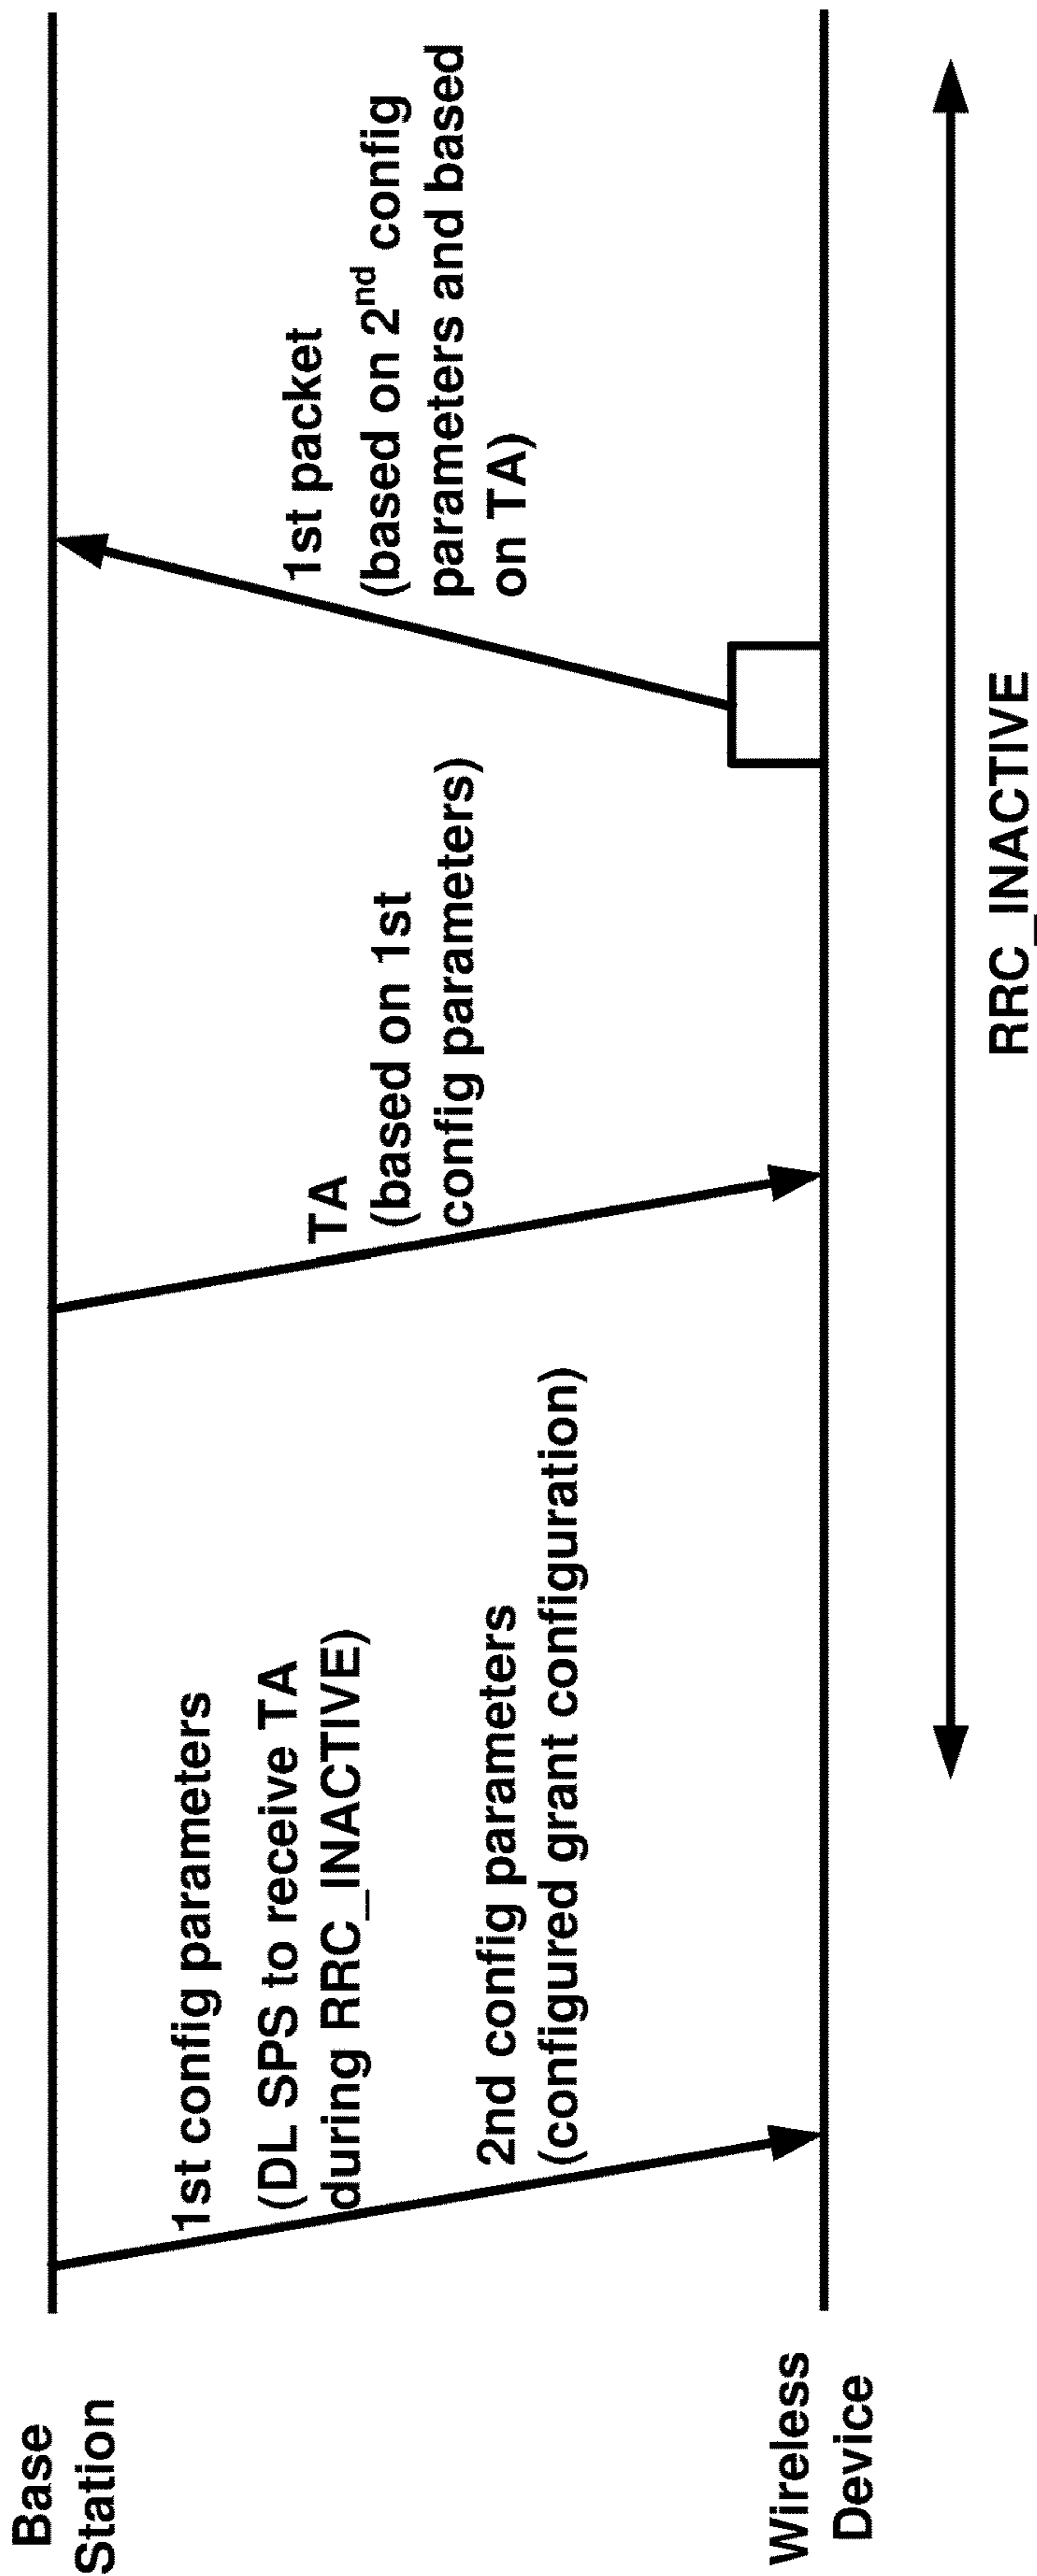 Base
Station
Wireless
Device
1st config parameters
(DL SPS to receive TA
during RRC_INACTIVE)
2nd config parameters
(configured grant configuration)
TA
(based on 1st
config parameters)
1st packet
(based on 2nd config
parameters and based
on TA)
RRC_INACTIVE